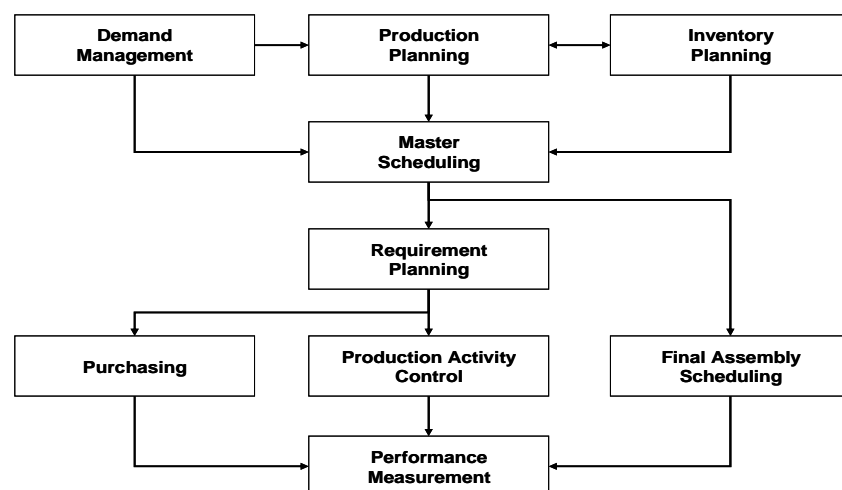 Demand
Management
Production
Planning
Inventory
Planning
Master
Scheduling
Requirement
Planning
Purchasing
Production Activity
Control
Final Assembly
Scheduling
Performance
Measurement